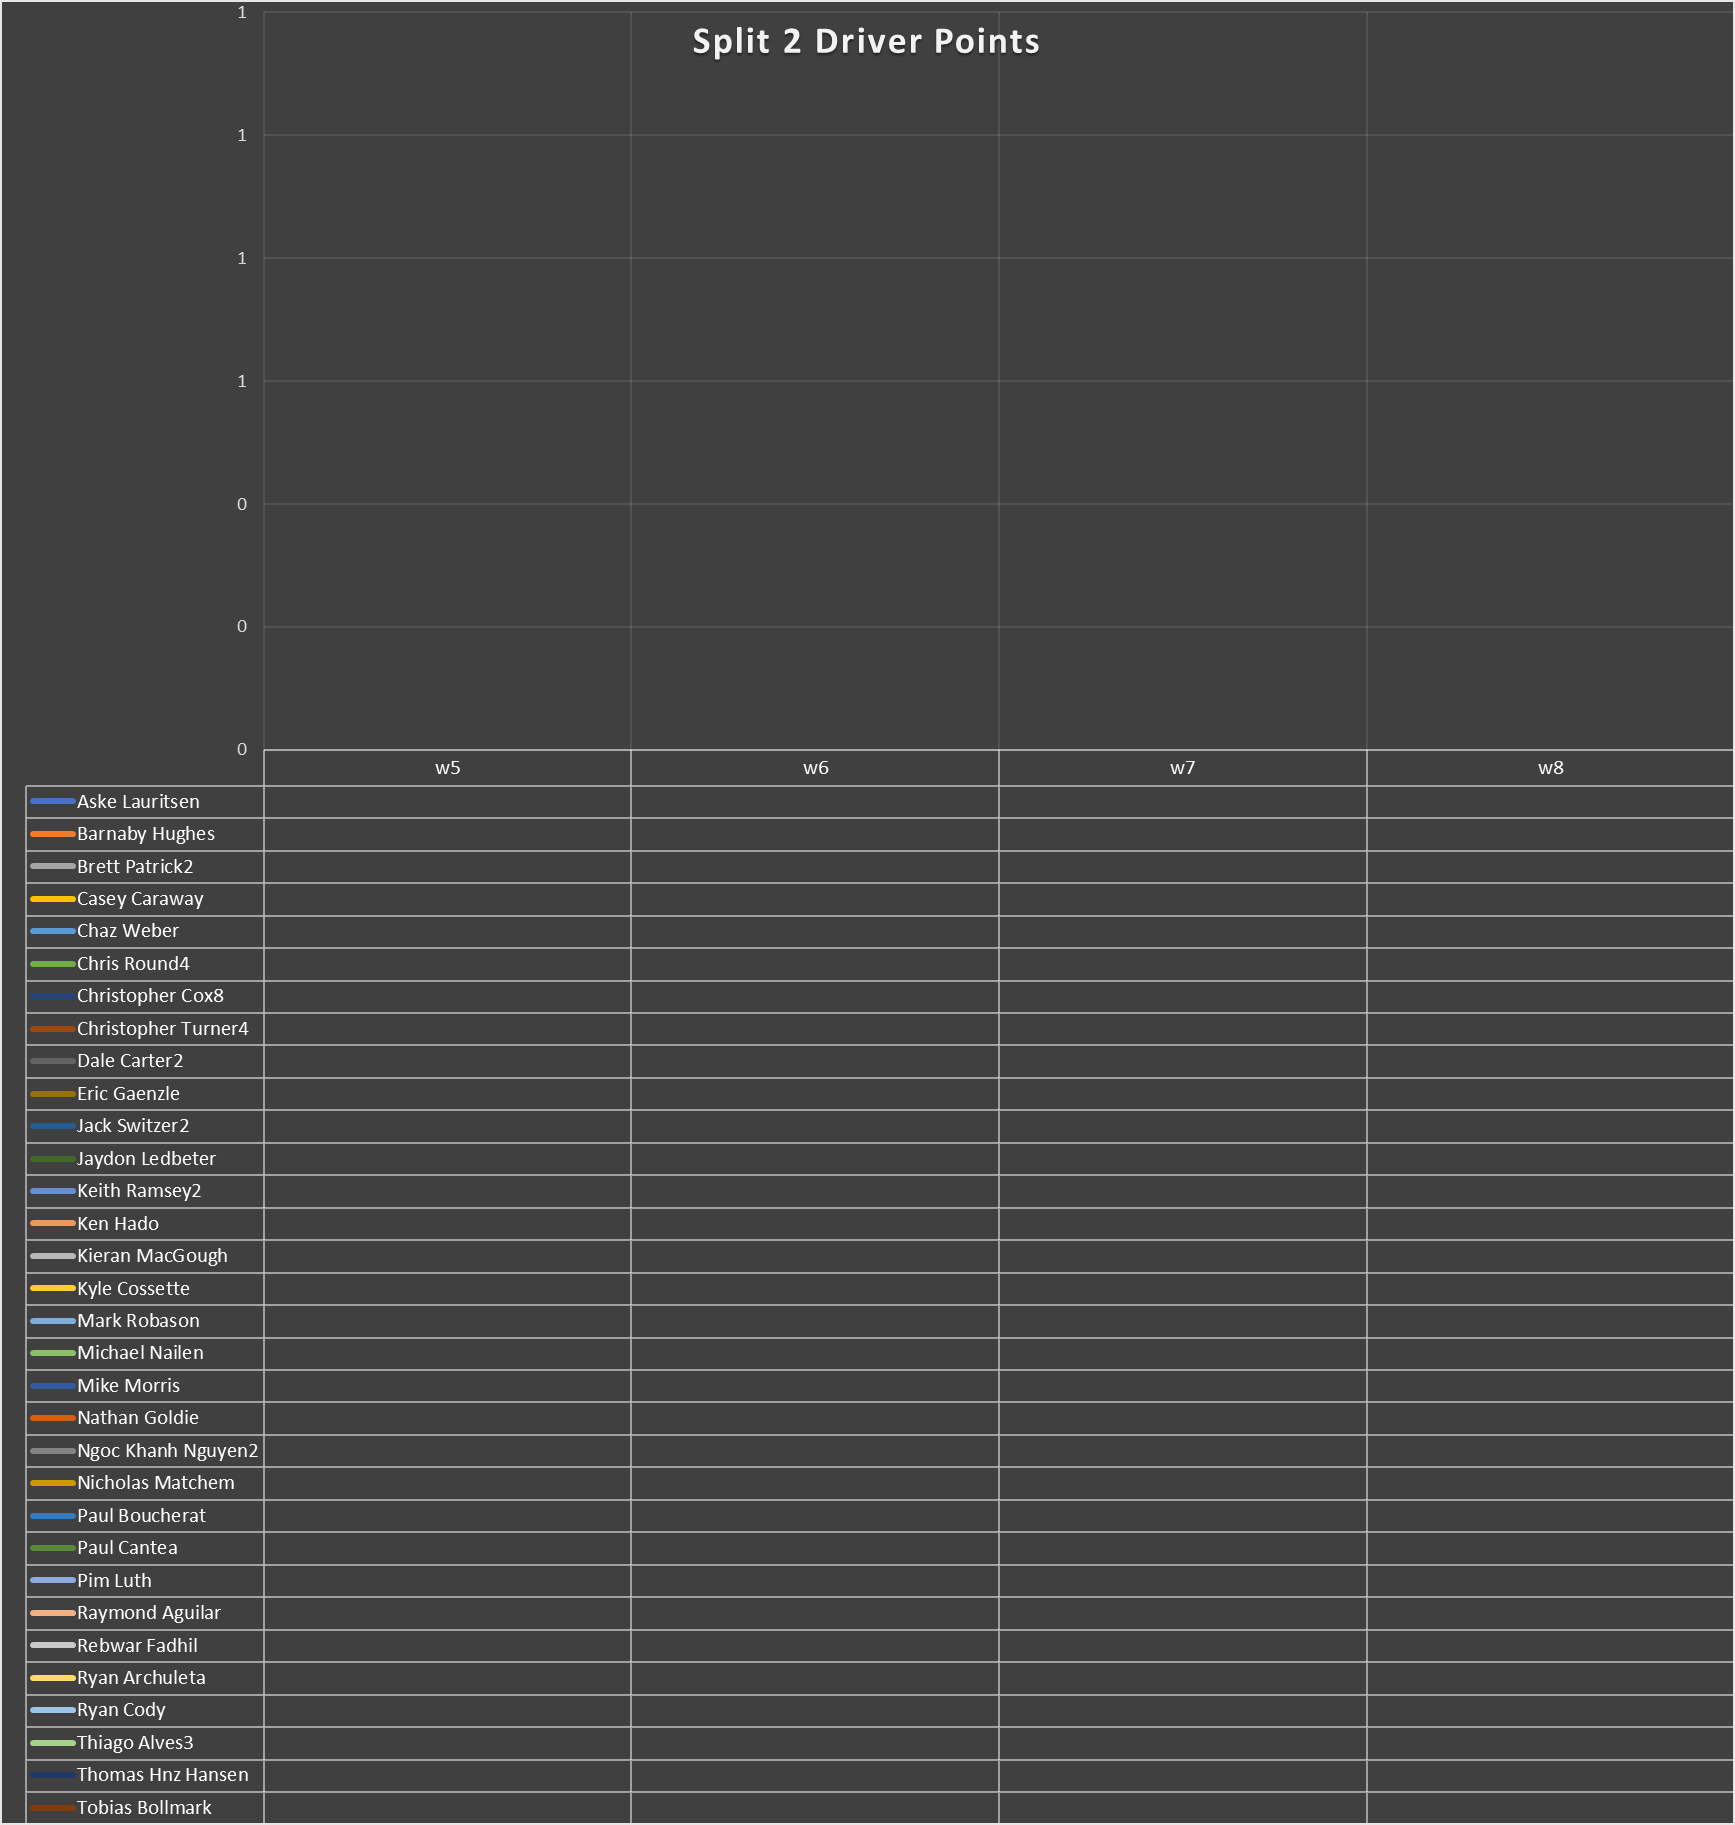 1
Split 2 Driver Points
1
1
1
0
0
0
w5 w6 w7 w8
Aske Lauritsen
Barnaby Hughes
Brett Patrick2
Casey Caraway
Chaz Weber
Chris Round4
Christopher Cox8
Christopher Turner4
Dale Carter2
Eric Gaenzle
Jack Switzer2
Jaydon Ledbeter
Keith Ramsey2
Ken Hado
Kieran MacGough
Kyle Cossette
Mark Robason
Michael Nailen
Mike Morris
Nathan Goldie
Ngoc Khanh Nguyen2
Nicholas Matchem
Paul Boucherat
Paul Cantea
Pim Luth
Raymond Aguilar
Rebwar Fadhil
Ryan Archuleta
Ryan Cody
Thiago Alves3
Thomas Hnz Hansen
Tobias Bollmark